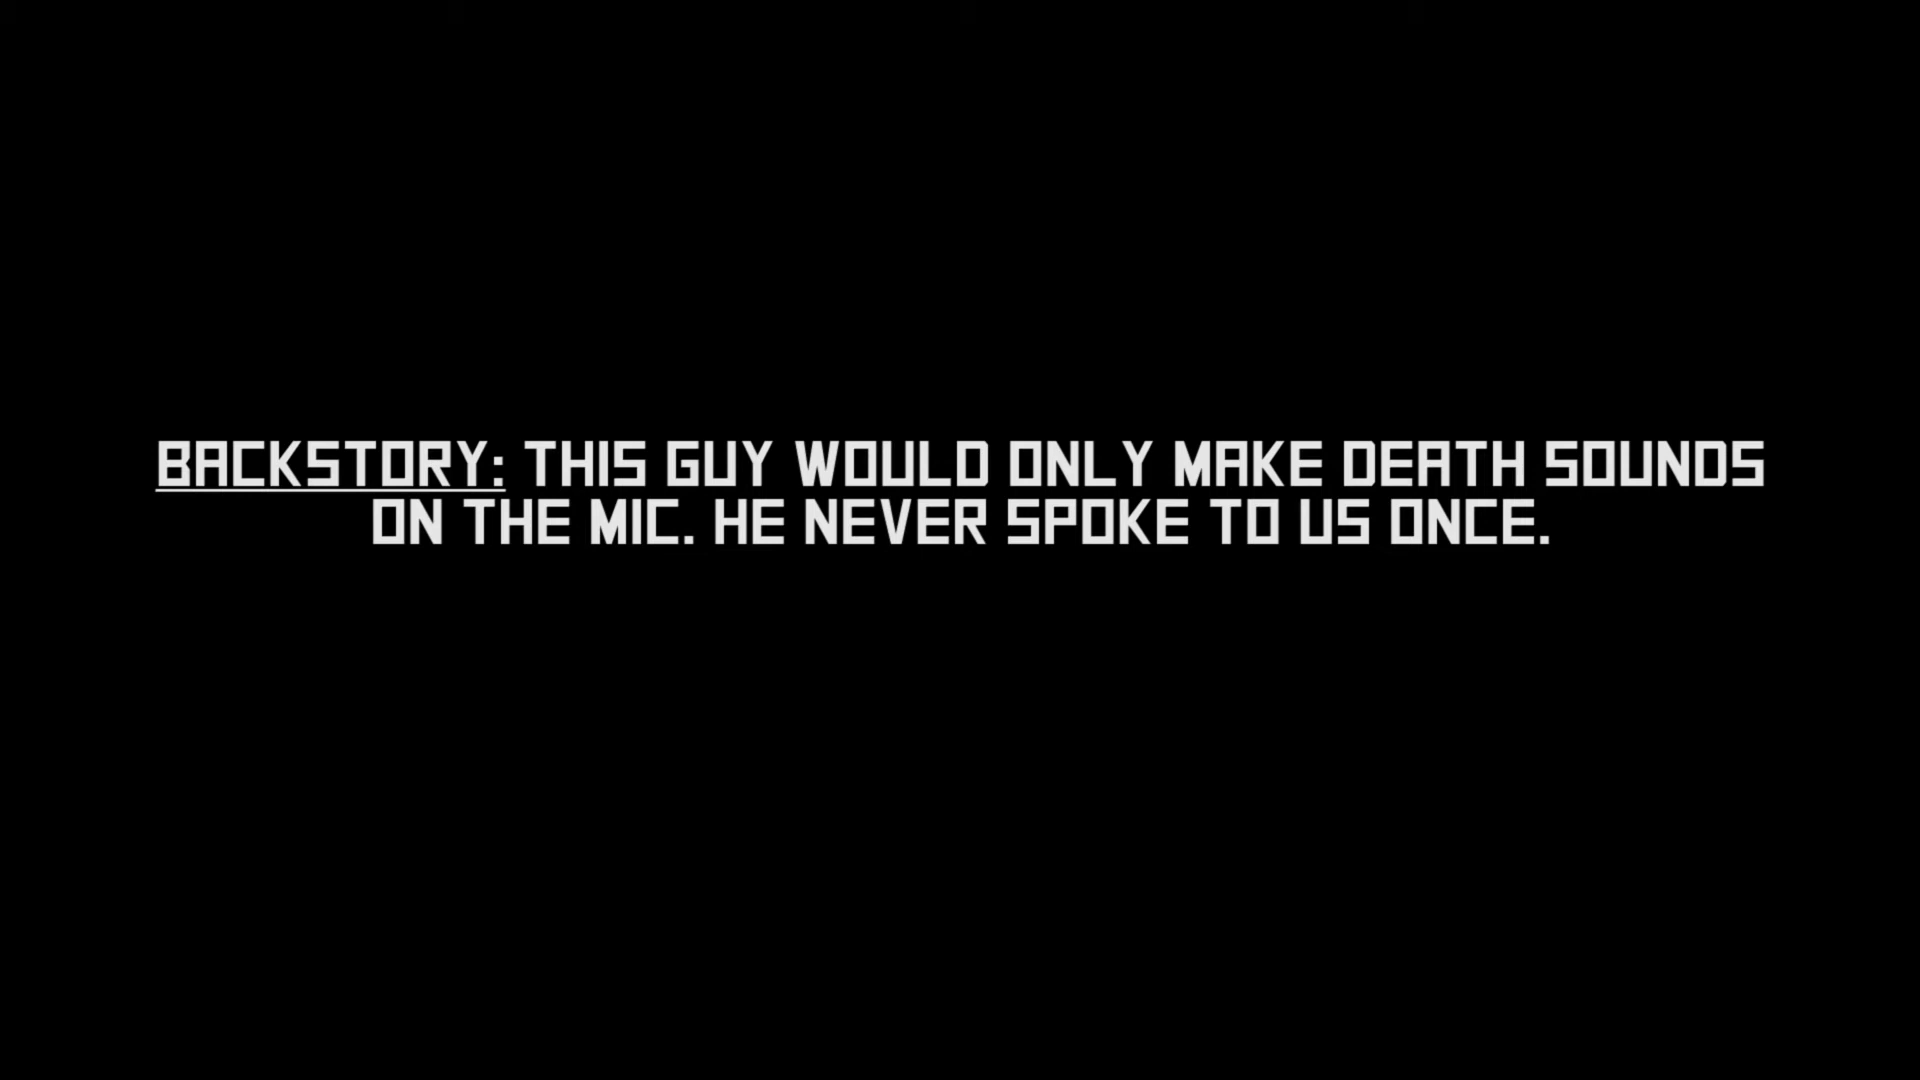 BACKSTORY: THIS GUY WOULD ONLY MAKE DEATH SOUNDS
ON THE MIC. HE NEVER SPOKE TO US ONCE.